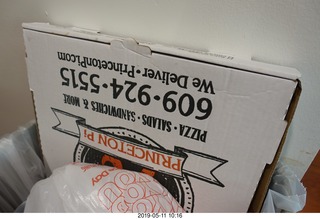 PRINCETON Pi
PIZZA • SALADS • SANDWICHES & MORE
609-924-5515
We Deliver • PrincetonPi.com
2019-05-11 10:16